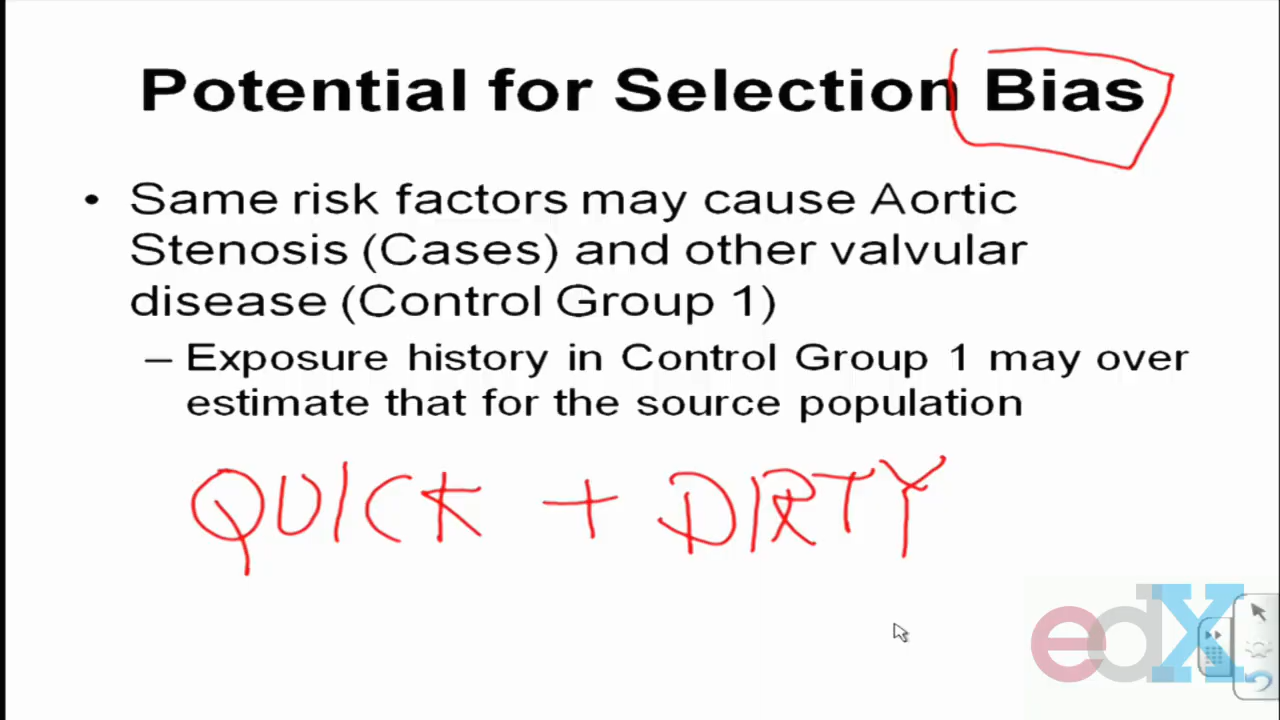 Potential for Selection Bias
• Same risk factors may cause Aortic
Stenosis (Cases) and other valvular
disease (Control Group 1)
– Exposure history in Control Group 1 may over
estimate that for the source population
QUICK + DIRTY
edX